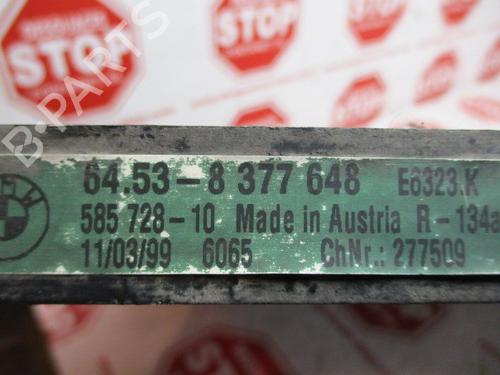 STOP
STOP
B-PARTS
64.53-8 377 648 E6323.K
585 728-10 Made in Austria R-134a
11/03/99 6065 ChNr.: 277509
STOP